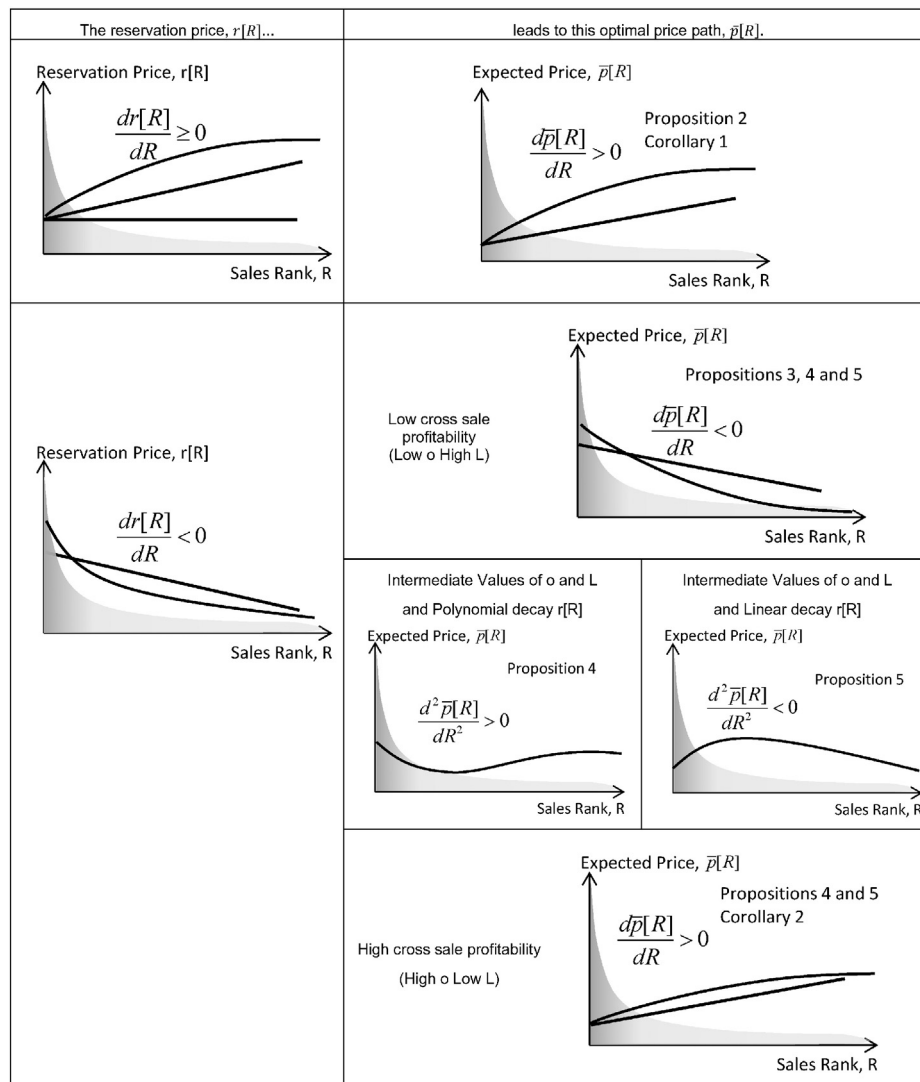 The reservation price, r[R]...
leads to this optimal price path, p̄[R].
Reservation Price, r[R]
dr[R]/dR ≥ 0
Sales Rank, R
Expected Price, p̄[R]
Proposition 2
Corollary 1
dp̄[R]/dR > 0
Sales Rank, R
Reservation Price, r[R]
dr[R]/dR < 0
Sales Rank, R
Low cross sale
profitability
(Low o High L)
Expected Price, p̄[R]
Propositions 3, 4 and 5
dp̄[R]/dR < 0
Sales Rank, R
Intermediate Values of o and L
and Polynomial decay r[R]
Expected Price, p̄[R]
Proposition 4
d²p̄[R]/dR² > 0
Sales Rank, R
Intermediate Values of o and L
and Linear decay r[R]
Expected Price, p̄[R]
Proposition 5
d²p̄[R]/dR² < 0
Sales Rank, R
High cross sale profitability
(High o Low L)
Expected Price, p̄[R]
Propositions 4 and 5
Corollary 2
dp̄[R]/dR > 0
Sales Rank, R